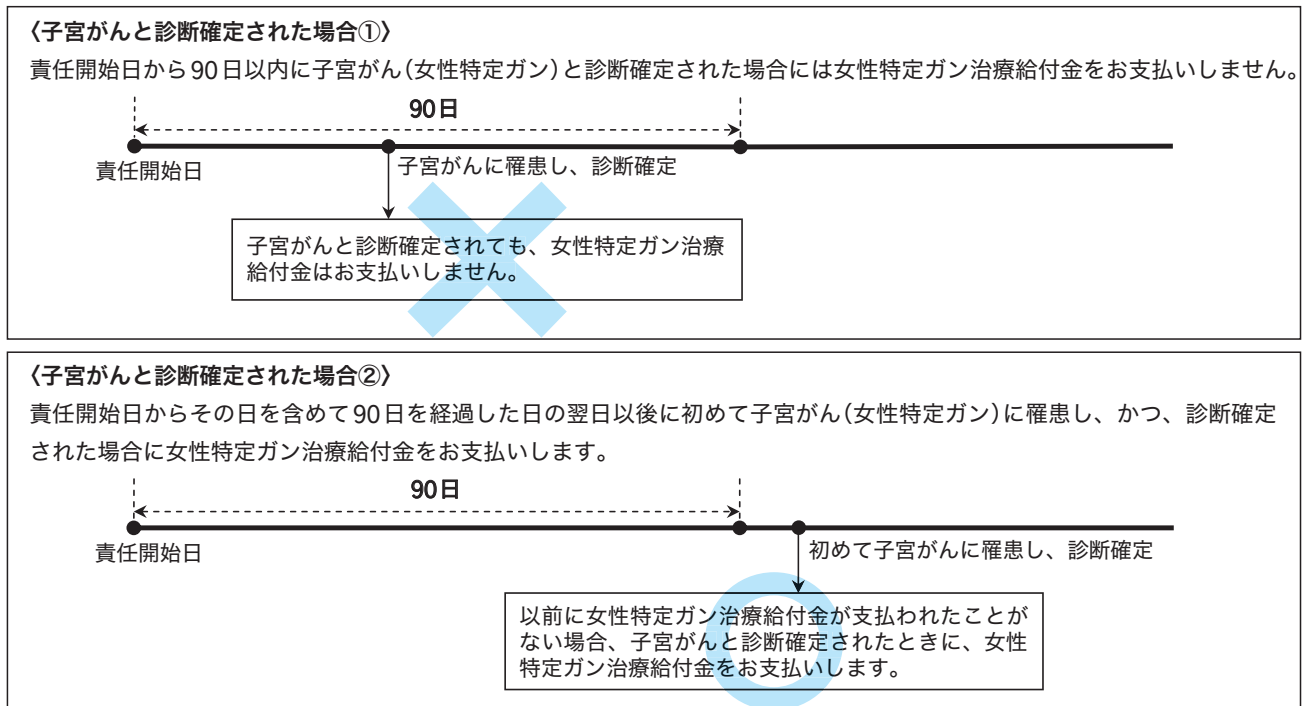 〈子宮がんと診断確定された場合①〉
責任開始日から90日以内に子宮がん(女性特定ガン)と診断確定された場合には女性特定ガン治療給付金をお支払いしません。
90日
責任開始日
子宮がんに罹患し、診断確定
子宮がんと診断確定されても、女性特定ガン治療
給付金はお支払いしません。
〈子宮がんと診断確定された場合②〉
責任開始日からその日を含めて90日を経過した日の翌日以後に初めて子宮がん(女性特定ガン)に罹患し、かつ、診断確定
された場合に女性特定ガン治療給付金をお支払いします。
90日
責任開始日
初めて子宮がんに罹患し、診断確定
以前に女性特定ガン治療給付金が支払われたことが
ない場合、子宮がんと診断確定されたときに、女性
特定ガン治療給付金をお支払いします。